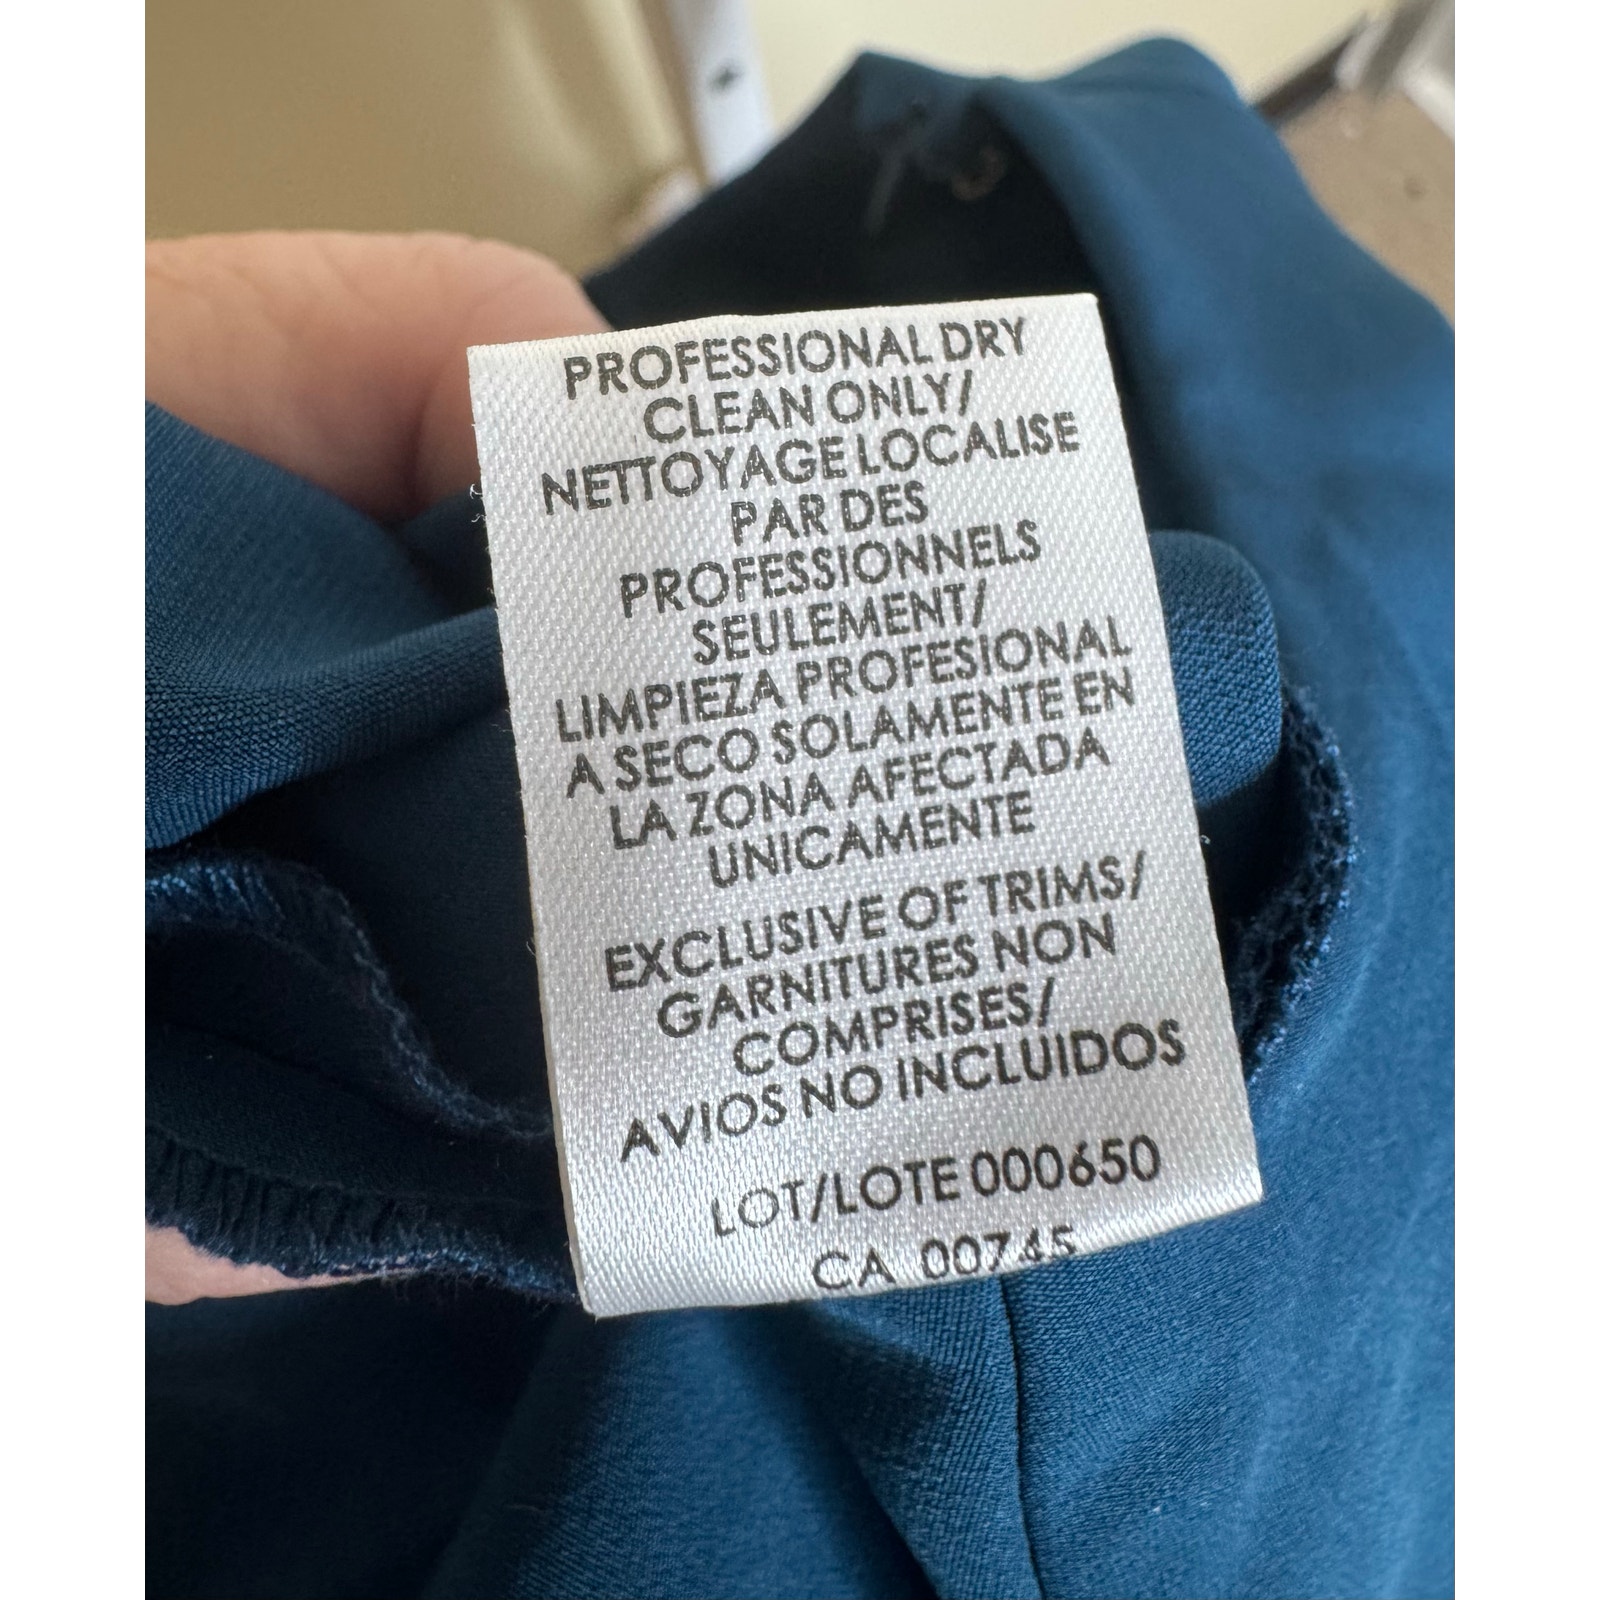 PROFESSIONAL DRY
CLEAN ONLY/
NETTOYAGE LOCALISE
PAR DES
PROFESSIONNELS
SEULEMENT/
LIMPIEZA PROFESIONAL
A SECO SOLAMENTE EN
LA ZONA AFECTADA
UNICAMENTE
EXCLUSIVE OF TRIMS/
GARNITURES NON
COMPRISES/
AVIOS NO INCLUIDOS
LOT/LOTE 000650
CA 00745